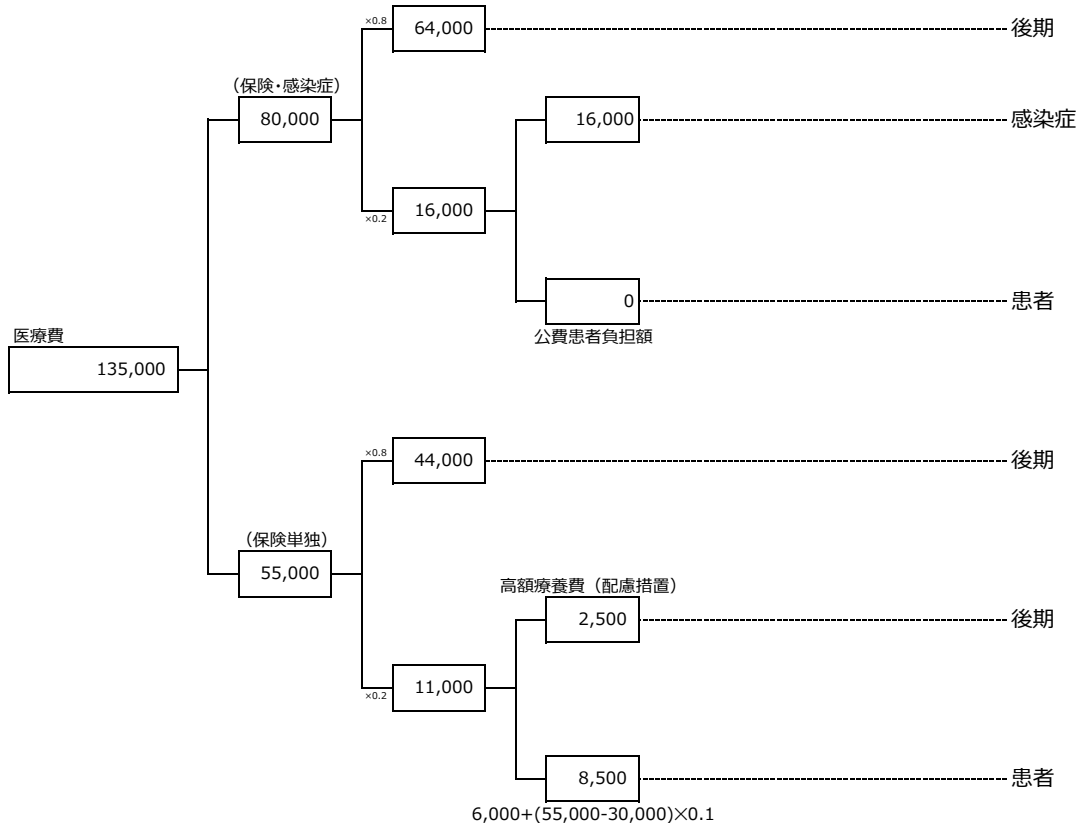 ×0.8
64,000
後期
(保険・感染症)
80,000
16,000
感染症
×0.2
16,000
0
患者
公費患者負担額
医療費
135,000
×0.8
44,000
後期
(保険単独)
55,000
高額療養費(配慮措置)
2,500
後期
×0.2
11,000
8,500
患者
6,000+(55,000-30,000)×0.1